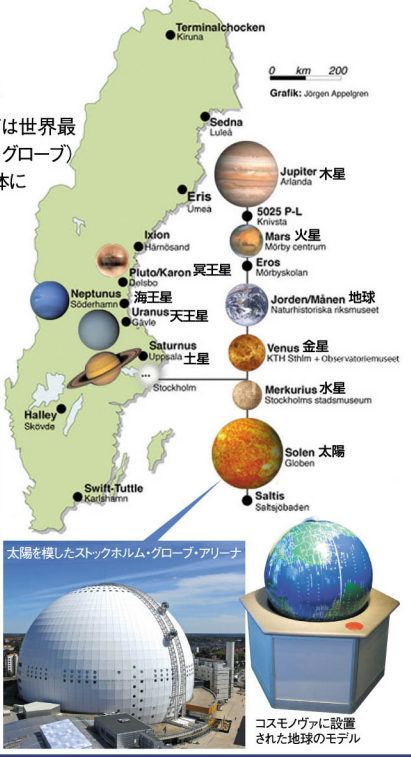 Terminalchocken
Kiruna
0 km 200
Grafik: Jörgen Appelgren
は世界最
グローブ)
体に
Sedna
Luleå
Jupiter 木星
Arlanda
Eris
Umeå
5025 P-L
Knivsta
Mars 火星
Mörby centrum
Ixion
Härnösand
Eros
Mörbyskolan
Pluto/Karon 冥王星
Delsbo
Neptunus 海王星
Söderhamn
Jorden/Månen 地球
Naturhistoriska riksmuseet
Uranus 天王星
Gävle
Saturnus 土星
Uppsala
Venus 金星
KTH Sthlm + Observatoriemuseet
...
Stockholm
Merkurius 水星
Stockholms stadsmuseum
Halley
Skövde
Solen 太陽
Globen
Swift-Tuttle
Karlshamn
Saltis
Saltsjöbaden
太陽を模したストックホルム・グローブ・アリーナ
コスモノヴァに設置
された地球のモデル